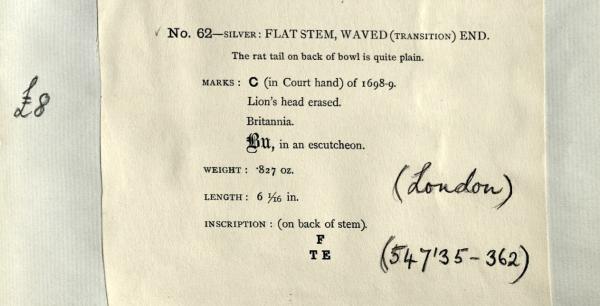 ✓ No. 62—SILVER: FLAT STEM, WAVED (TRANSITION) END.
The rat tail on back of bowl is quite plain.
MARKS: C (in Court hand) of 1698-9.
Lion's head erased.
Britannia.
Bu, in an escutcheon.
£8
WEIGHT: ·827 oz.
(London)
LENGTH: 6 1/16 in.
INSCRIPTION: (on back of stem).
F
T E
(547'35-362)